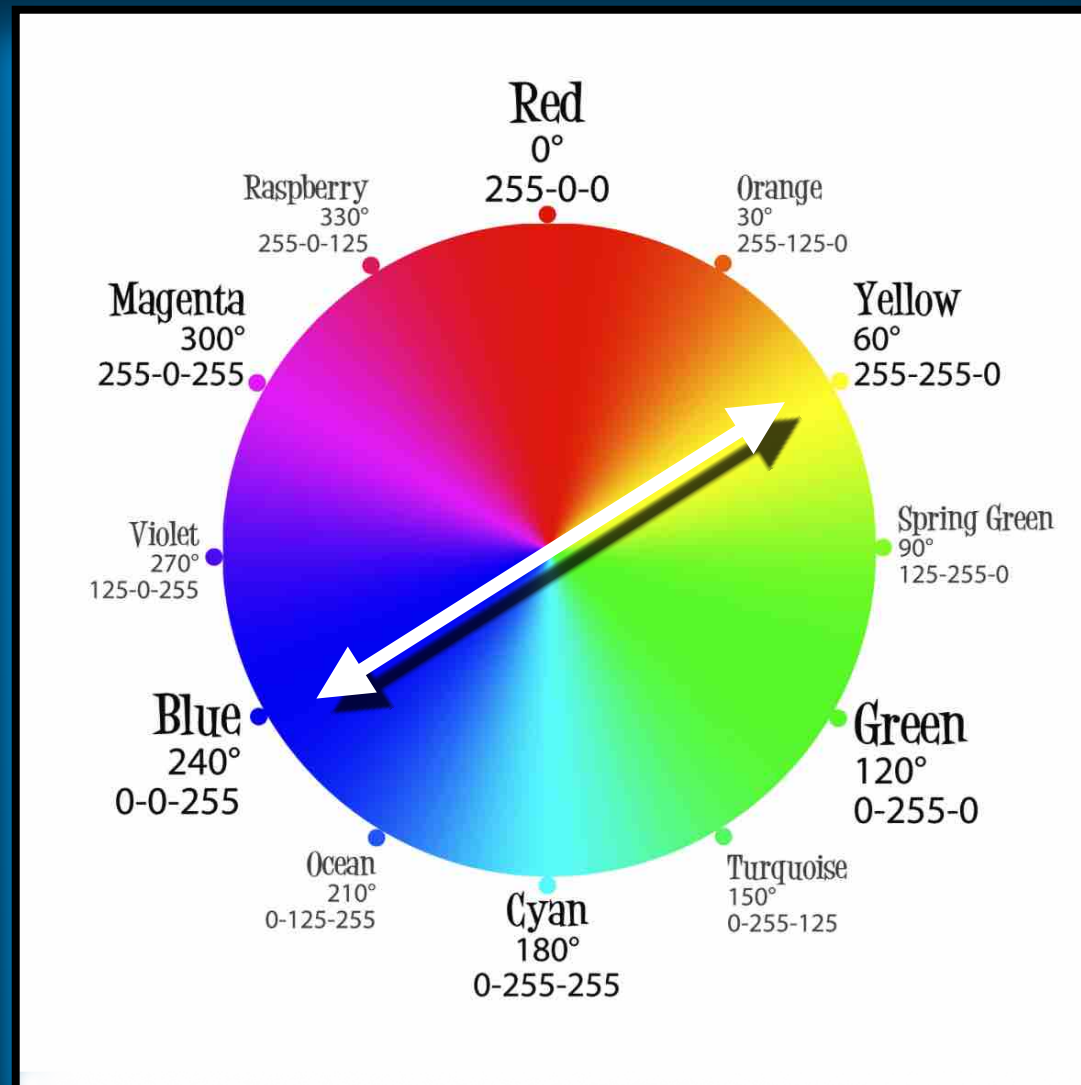 Red
0°
255-0-0
Orange
30°
255-125-0
Yellow
60°
255-255-0
Spring Green
90°
125-255-0
Green
120°
0-255-0
Turquoise
150°
0-255-125
Cyan
180°
0-255-255
Ocean
210°
0-125-255
Blue
240°
0-0-255
Violet
270°
125-0-255
Magenta
300°
255-0-255
Raspberry
330°
255-0-125